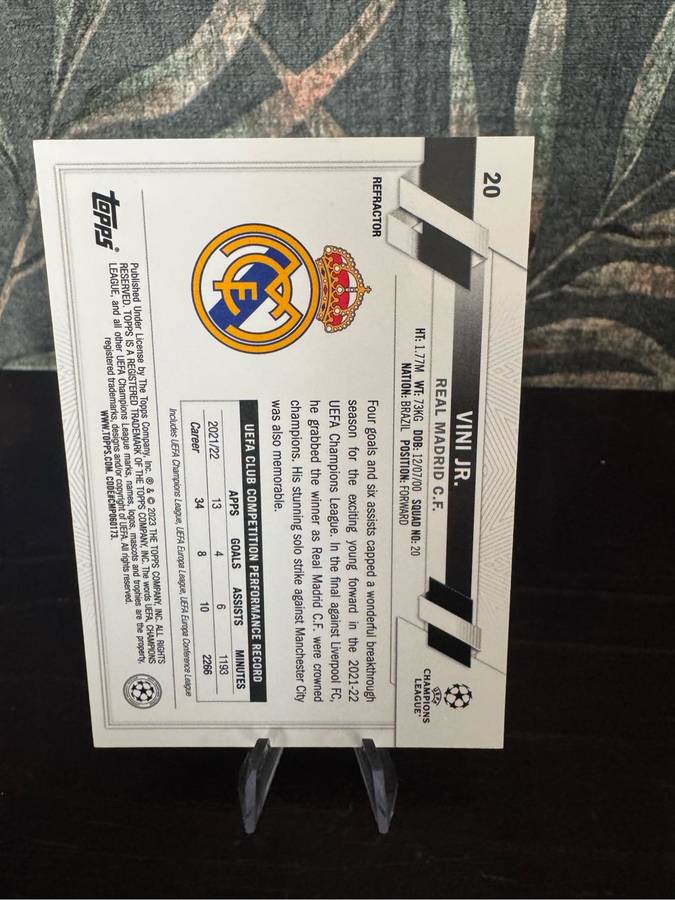 20
REFRACTOR
VINI JR.
REAL MADRID C.F.
HT: 1.77M WT: 73KG DOB: 12/07/00 SQUAD NO: 20
NATION: BRAZIL POSITION: FORWARD
UEFA
CHAMPIONS
LEAGUE
Four goals and six assists capped a wonderful breakthrough
season for the exciting young forward in the 2021-22
UEFA Champions League. In the final against Liverpool FC,
he grabbed the winner as Real Madrid C.F. were crowned
champions. His stunning solo strike against Manchester City
was also memorable.
UEFA CLUB COMPETITION PERFORMANCE RECORD
APPS GOALS ASSISTS MINUTES
2021/22 13 4 6 1193
Career 34 8 10 2266
Includes UEFA Champions League, UEFA Europa League, UEFA Europa Conference League
TOPPS®
Published Under License by The Topps Company, Inc. ® & © 2023 THE TOPPS COMPANY, INC. ALL RIGHTS
RESERVED. TOPPS IS A REGISTERED TRADEMARK OF THE TOPPS COMPANY, INC. The words UEFA, CHAMPIONS
LEAGUE, and all other UEFA Champions League marks, names, logos, mascots and trophies are the property,
registered trademarks, designs and/or copyright of UEFA. All rights reserved.
WWW.TOPPS.COM. CODE#CMP060173.